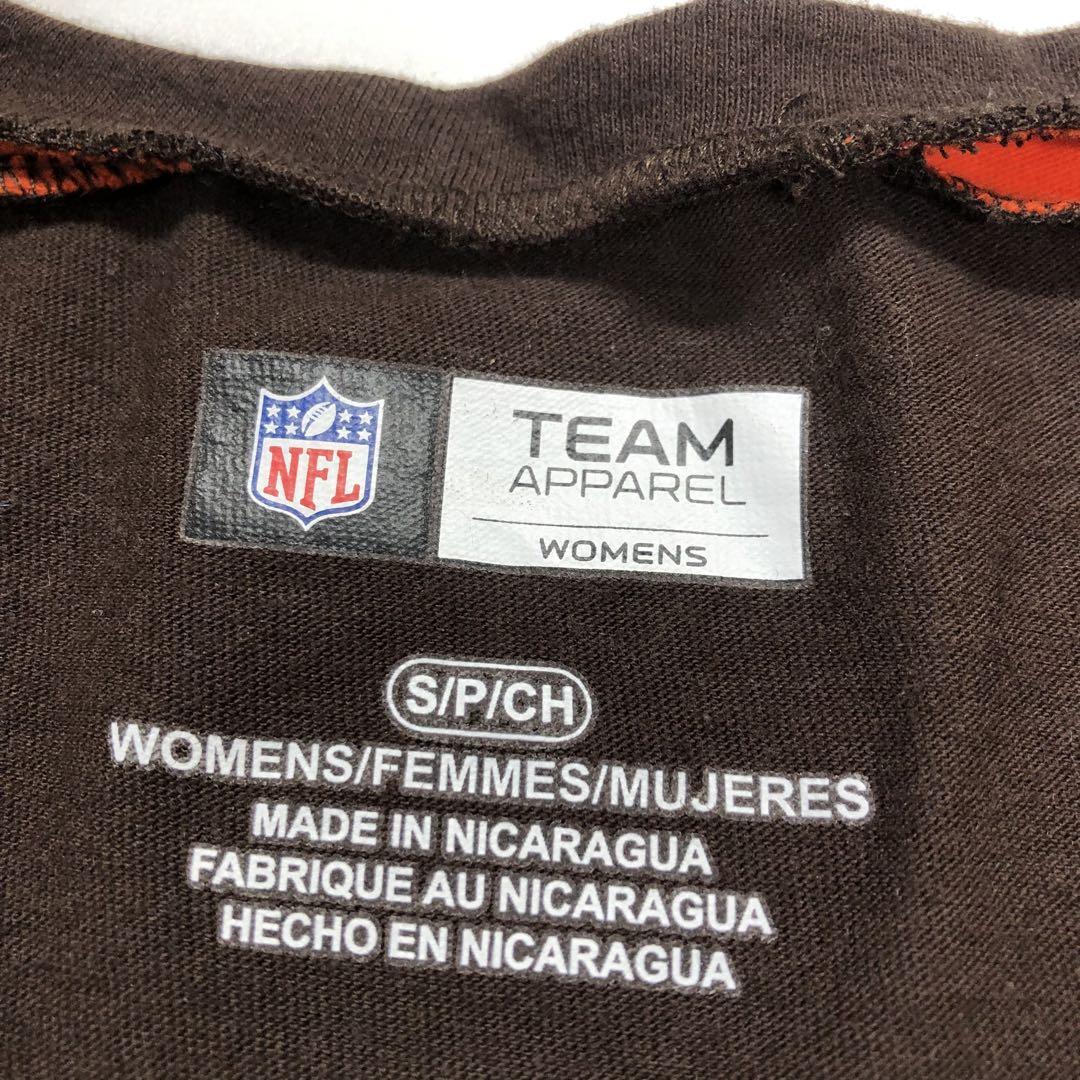 NFL
TEAM
APPAREL
WOMENS
S/P/CH
WOMENS/FEMMES/MUJERES
MADE IN NICARAGUA
FABRIQUE AU NICARAGUA
HECHO EN NICARAGUA